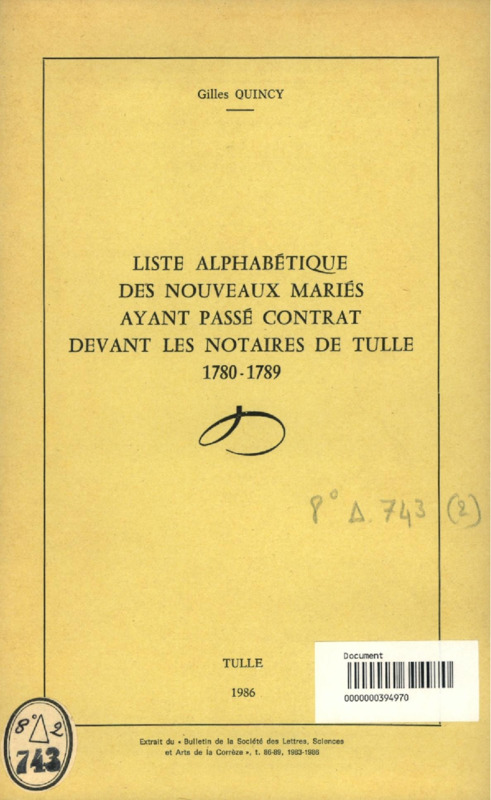 Gilles QUINCY
LISTE ALPHABÉTIQUE
DES NOUVEAUX MARIÉS
AYANT PASSÉ CONTRAT
DEVANT LES NOTAIRES DE TULLE
1780-1789
8° Δ. 743 (2)
TULLE
1986
Document
0000000394970
8° Δ 2
743
Extrait du « Bulletin de la Société des Lettres, Sciences
et Arts de la Corrèze », t. 86-89, 1983-1986